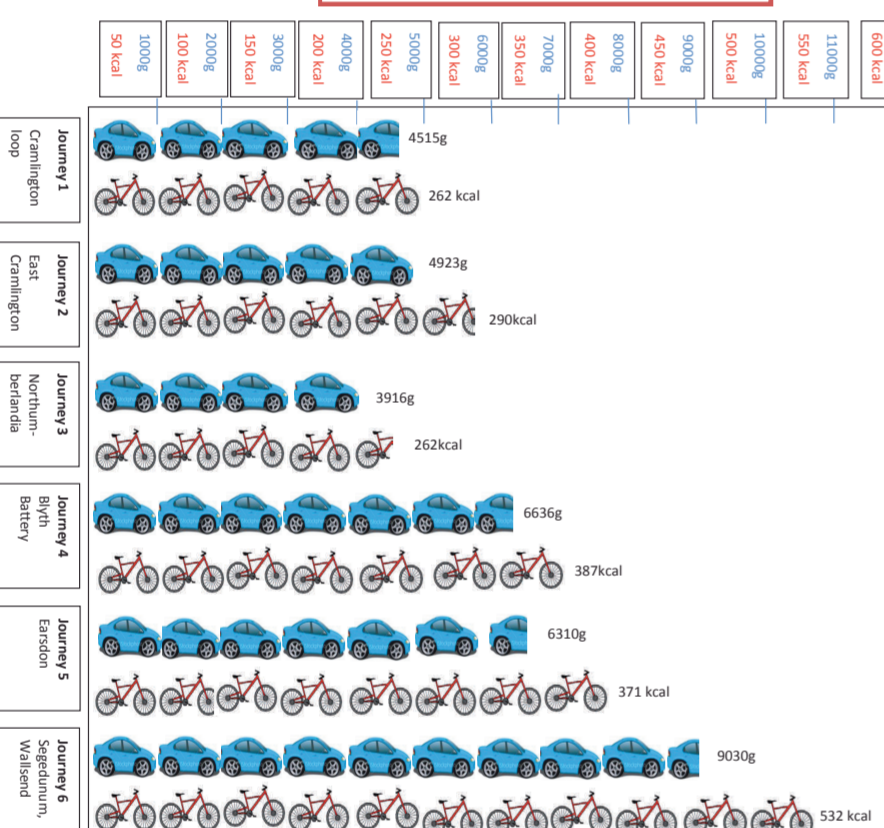 1000g
50 kcal
2000g
100 kcal
3000g
150 kcal
4000g
200 kcal
5000g
250 kcal
6000g
300 kcal
7000g
350 kcal
8000g
400 kcal
9000g
450 kcal
10000g
500 kcal
11000g
550 kcal
600 kcal
Journey 1
Cramlington
loop
4515g
262 kcal
Journey 2
East
Cramlington
4923g
290kcal
Journey 3
Northum-
berlandia
3916g
262kcal
Journey 4
Blyth
Battery
6636g
387kcal
Journey 5
Earsdon
6310g
371 kcal
Journey 6
Segedunum,
Wallsend
9030g
532 kcal